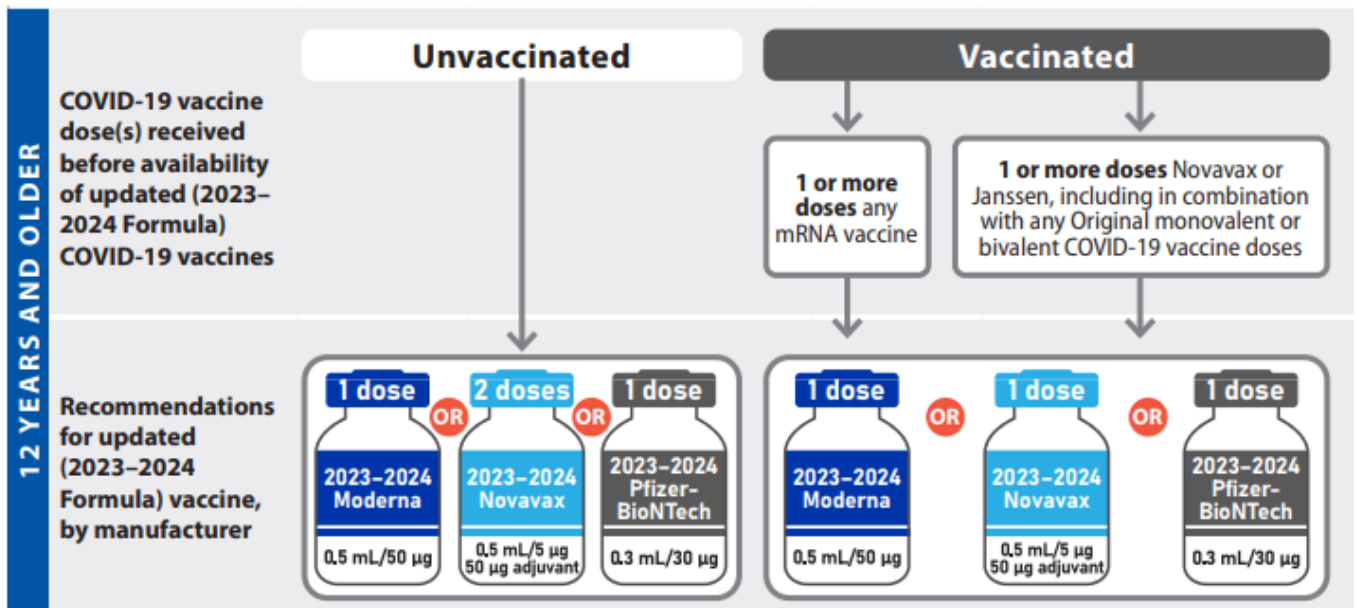 12 YEARS AND OLDER
Unvaccinated
Vaccinated
COVID-19 vaccine
dose(s) received
before availability
of updated (2023–
2024 Formula)
COVID-19 vaccines
1 or more
doses any
mRNA vaccine
1 or more doses Novavax or
Janssen, including in combination
with any Original monovalent or
bivalent COVID-19 vaccine doses
Recommendations
for updated
(2023–2024
Formula) vaccine,
by manufacturer
1 dose
2023–2024
Moderna
0.5 mL/50 µg
OR
2 doses
2023–2024
Novavax
0.5 mL/5 µg
50 µg adjuvant
OR
1 dose
2023–2024
Pfizer-
BioNTech
0.3 mL/30 µg
1 dose
2023–2024
Moderna
0.5 mL/50 µg
OR
1 dose
2023–2024
Novavax
0.5 mL/5 µg
50 µg adjuvant
OR
1 dose
2023–2024
Pfizer-
BioNTech
0.3 mL/30 µg